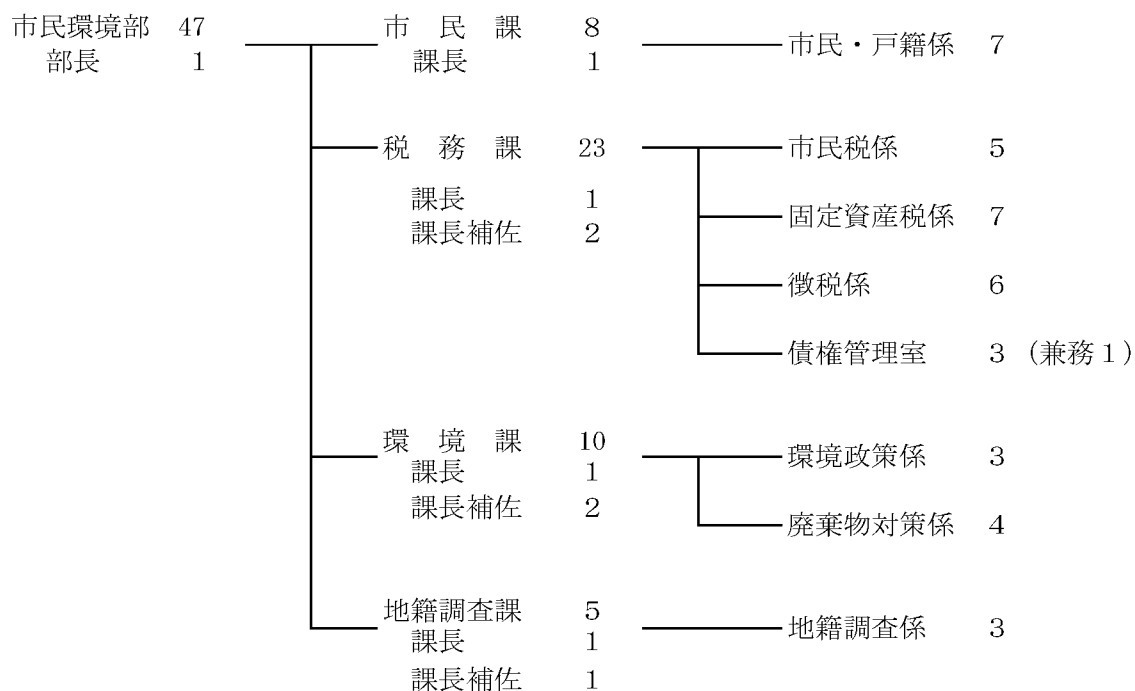 市民環境部 47
部長 1
市 民 課 8
課長 1
市民・戸籍係 7
税 務 課 23
課長 1
課長補佐 2
市民税係 5
固定資産税係 7
徴税係 6
債権管理室 3 (兼務1)
環 境 課 10
課長 1
課長補佐 2
環境政策係 3
廃棄物対策係 4
地籍調査課 5
課長 1
課長補佐 1
地籍調査係 3